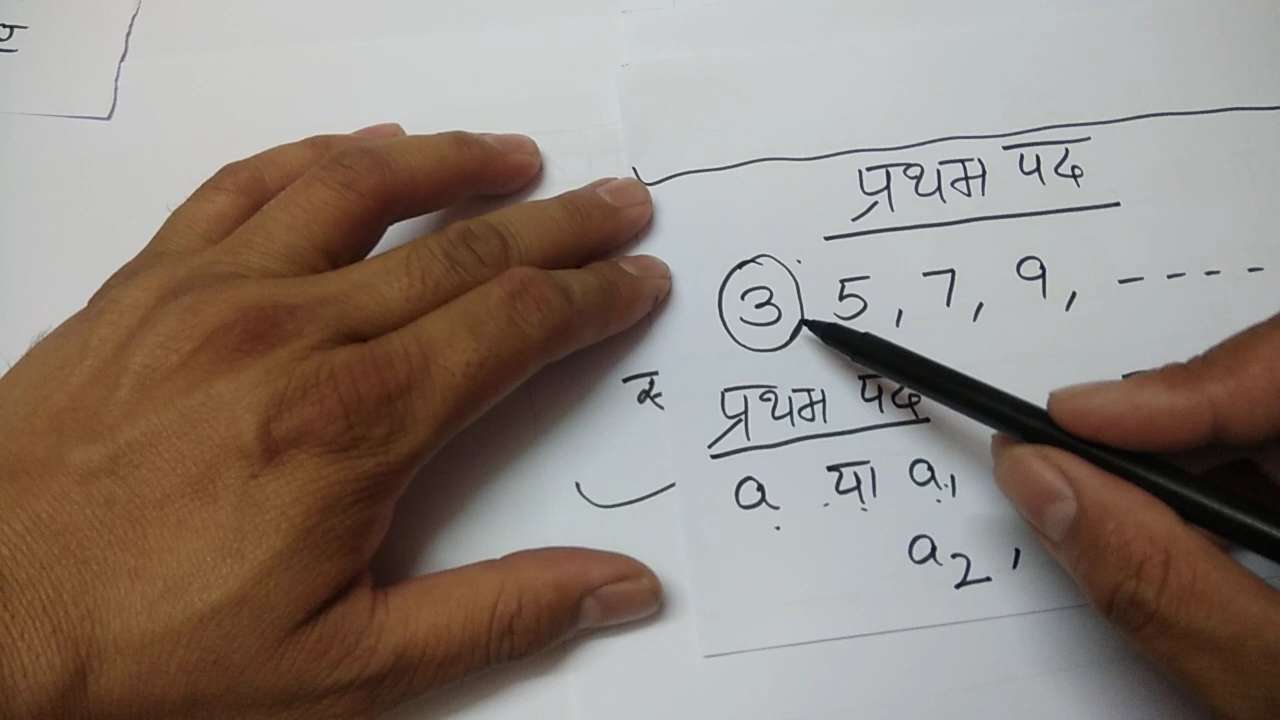 प्रथम पद
3 5, 7, 9, ----
प्रथम पद
a या a1
a2,